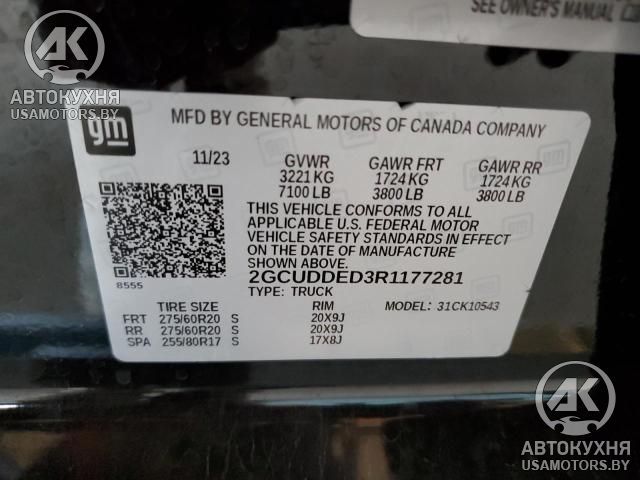 SEE OWNER'S MANUAL
АВТОКУХНЯ
USAMOTORS.BY
gm
MFD BY GENERAL MOTORS OF CANADA COMPANY
11/23 GVWR GAWR FRT GAWR RR
3221 KG 1724 KG 1724 KG
7100 LB 3800 LB 3800 LB
THIS VEHICLE CONFORMS TO ALL
APPLICABLE U.S. FEDERAL MOTOR
VEHICLE SAFETY STANDARDS IN EFFECT
ON THE DATE OF MANUFACTURE
SHOWN ABOVE.
2GCUDDED3R1177281
8555
TYPE: TRUCK MODEL: 31CK10543
TIRE SIZE RIM
FRT 275/60R20 S 20X9J
RR 275/60R20 S 20X9J
SPA 255/80R17 S 17X8J
АВТОКУХНЯ
USAMOTORS.BY